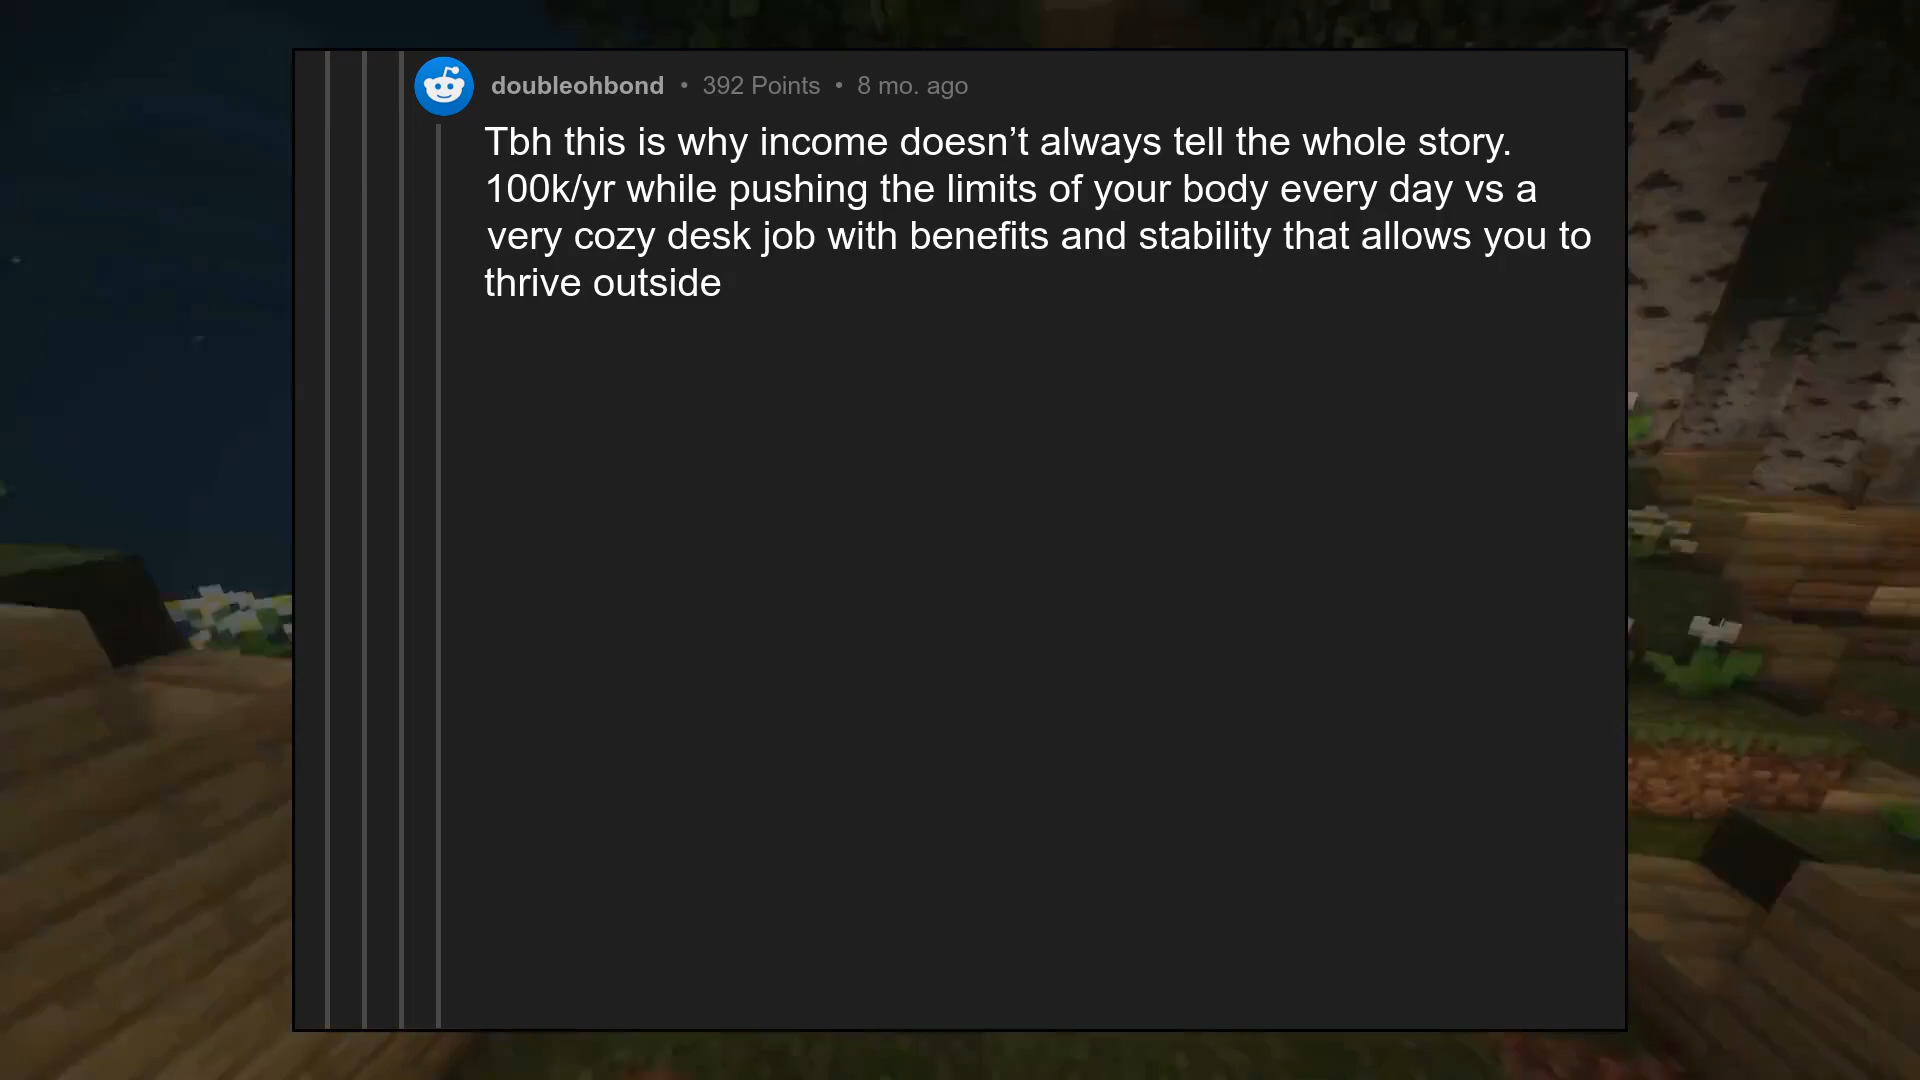 doubleohbond • 392 Points • 8 mo. ago
Tbh this is why income doesn’t always tell the whole story.
100k/yr while pushing the limits of your body every day vs a
very cozy desk job with benefits and stability that allows you to
thrive outside